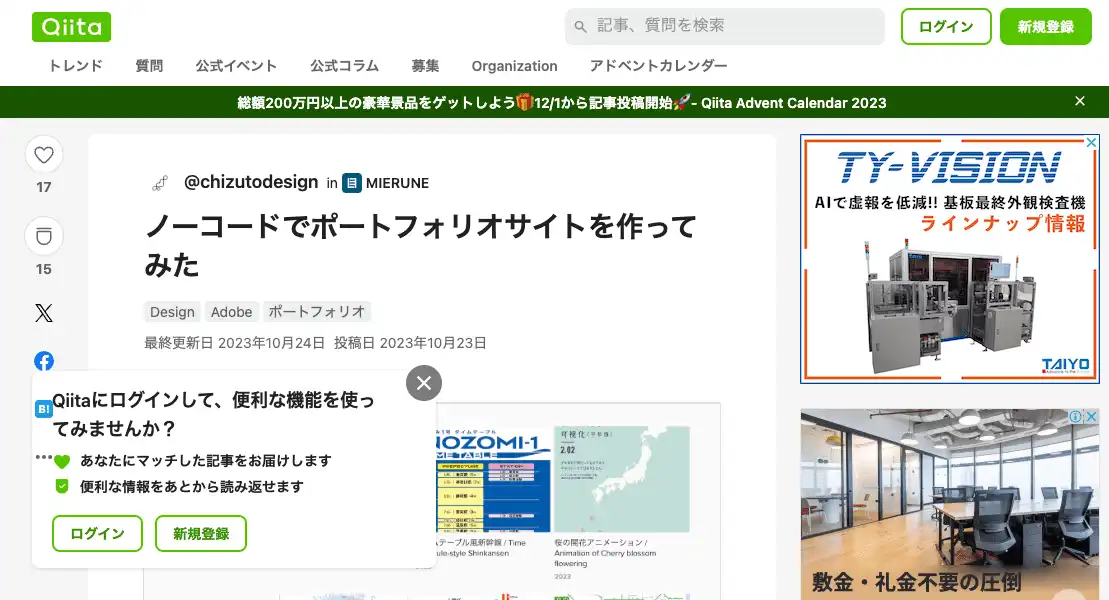 Qiita
記事、質問を検索
ログイン
新規登録
トレンド
質問
公式イベント
公式コラム
募集
Organization
アドベントカレンダー
総額200万円以上の豪華景品をゲットしよう🎁12/1から記事投稿開始🚀- Qiita Advent Calendar 2023
17
15
@chizutodesign in MIERUNE
ノーコードでポートフォリオサイトを作って
みた
Design
Adobe
ポートフォリオ
最終更新日 2023年10月24日 投稿日 2023年10月23日
B!
Qiitaにログインして、便利な機能を使っ
てみませんか？
あなたにマッチした記事をお届けします
便利な情報をあとから読み返せます
ログイン
新規登録
NOZOMI-1
ME TABLE
可視化
2.02
テーブル風新幹線 / Time
ule-style Shinkansen
桜の開花アニメーション /
Animation of Cherry blossom
flowering
2023
TY-VISION
AIで虚報を低減!! 基板最終外観検査機
ラインナップ情報
TAIYO
敷金・礼金不要の圧倒